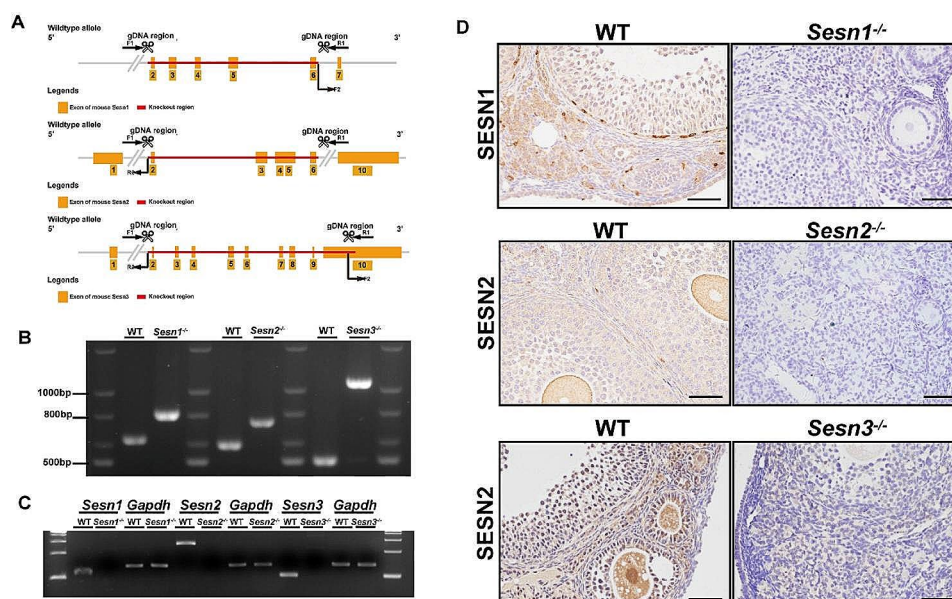 A
Wildtype allele
5'
gDNA region
F1
gDNA region
R1
3'
2 3 4 5 6 7
F2
Legends
Exon of mouse Sesn1 Knockout region
Wildtype allele
5'
gDNA region
F1
gDNA region
R1
3'
1 2 3 4 5 6 10
Legends
Exon of mouse Sesn2 Knockout region
Wildtype allele
5'
gDNA region
F1
gDNA region
R1
3'
1 2 3 4 5 6 7 8 9 10
R2 F2
Legends
Exon of mouse Sesn3 Knockout region
B
WT Sesn1-/- WT Sesn2-/- WT Sesn3-/-
1000bp
800bp
500bp
C
Sesn1 Gapdh Sesn2 Gapdh Sesn3 Gapdh
WT Sesn1-/- WT Sesn1-/- WT Sesn2-/- WT Sesn2-/- WT Sesn3-/- WT Sesn3-/-
D
WT Sesn1-/-
SESN1
WT Sesn2-/-
SESN2
WT Sesn3-/-
SESN2